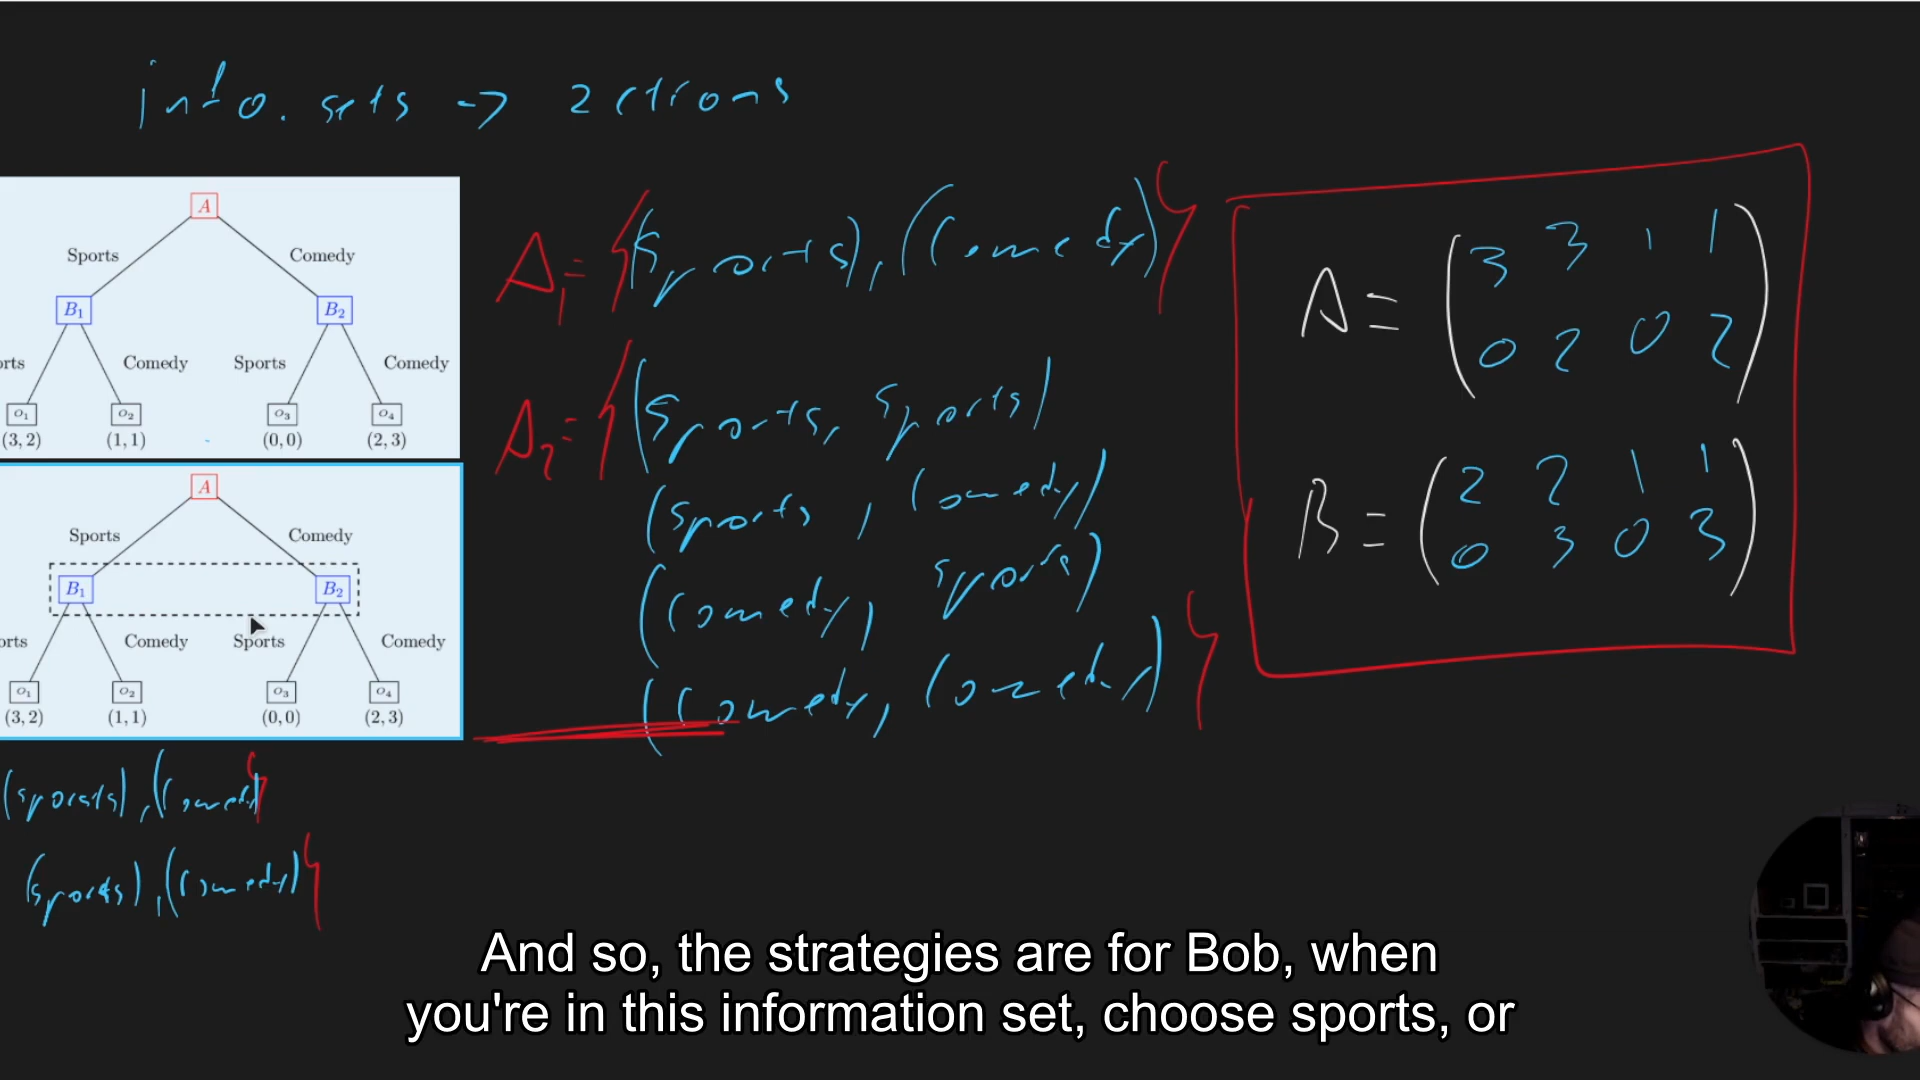 info. sets -> actions
A
Sports Comedy
B1 B2
orts Comedy Sports Comedy
o1 o2 o3 o4
(3, 2) (1, 1) (0, 0) (2, 3)
A
Sports Comedy
B1 B2
orts Comedy Sports Comedy
o1 o2 o3 o4
(3, 2) (1, 1) (0, 0) (2, 3)
(sports), (comedy}
(sports), (comedy)}
A1 = {(Sports), (Comedy)}
A2 = {(Sports, Sports)
(Sports, Comedy)
(Comedy, Sports)
(Comedy, Comedy)}
A = (3 3 1 1
0 2 0 2)
B = (2 2 1 1
0 3 0 3)
And so, the strategies are for Bob, when
you're in this information set, choose sports, or